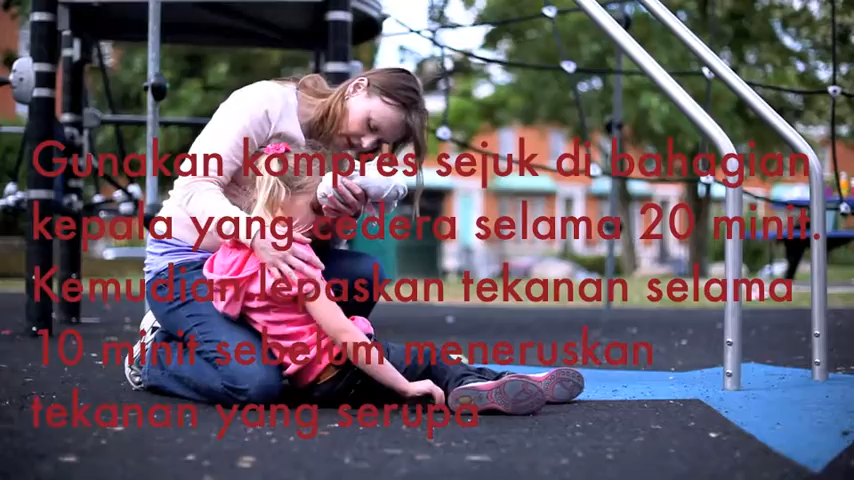 Gunakan kompres sejuk di bahagian
kepala yang cedera selama 20 minit.
Kemudian lepaskan tekanan selama
10 minit sebelum meneruskan
tekanan yang serupa